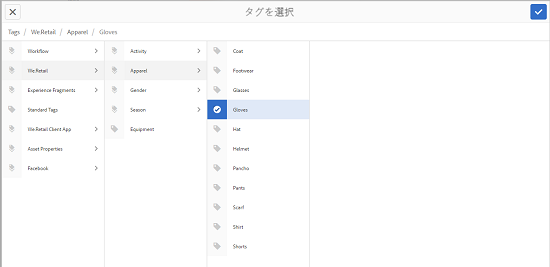 タグを選択
Tags / We.Retail / Apparel / Gloves
Workflow
We.Retail
Experience Fragments
Standard Tags
We.Retail Client App
Asset Properties
Facebook
Activity
Apparel
Gender
Season
Equipment
Coat
Footwear
Glasses
Gloves
Hat
Helmet
Pancho
Pants
Scarf
Shirt
Shorts